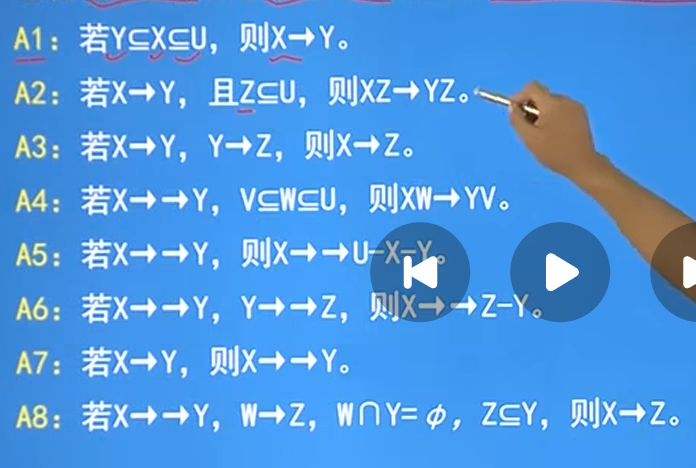 A1：若Y⊆X⊆U，则X→Y。
A2：若X→Y，且Z⊆U，则XZ→YZ。
A3：若X→Y，Y→Z，则X→Z。
A4：若X→→Y，V⊆W⊆U，则XW→YV。
A5：若X→→Y，则X→→U-X-Y。
A6：若X→→Y，Y→→Z，则X→→Z-Y。
A7：若X→Y，则X→→Y。
A8：若X→→Y，W→Z，W∩Y=φ，Z⊆Y，则X→Z。